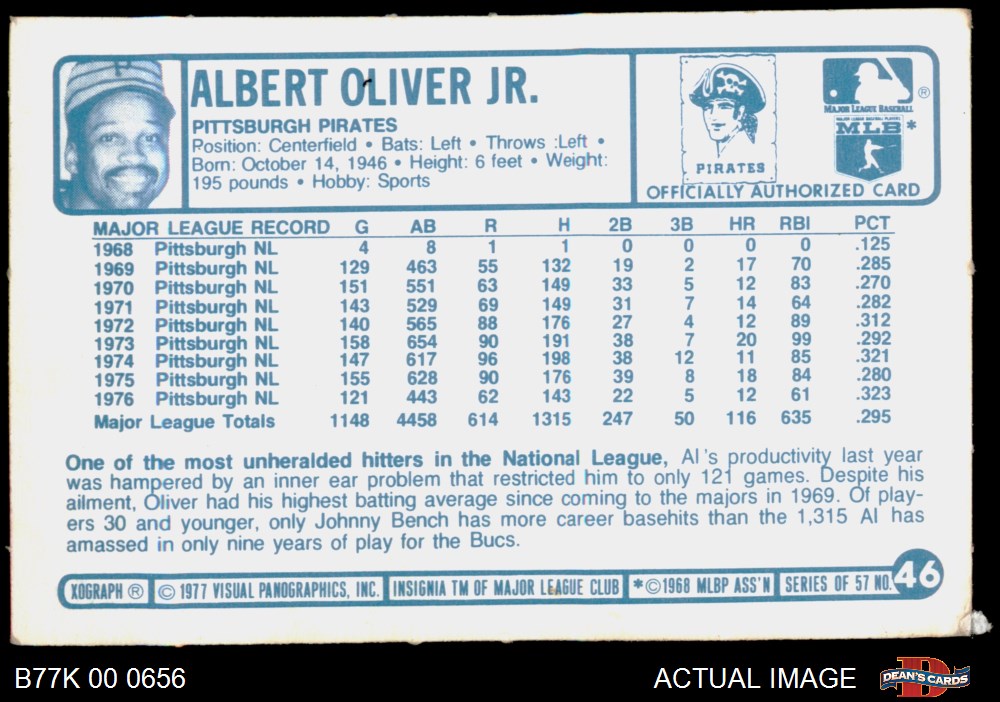 ALBERT OLIVER JR.
PITTSBURGH PIRATES
Position: Centerfield • Bats: Left • Throws :Left •
Born: October 14, 1946 • Height: 6 feet • Weight:
195 pounds • Hobby: Sports
P
PIRATES
®
MAJOR LEAGUE BASEBALL
MAJOR LEAGUE BASEBALL PLAYERS
MLB *
OFFICIALLY AUTHORIZED CARD
MAJOR LEAGUE RECORD G AB R H 2B 3B HR RBI PCT
1968 Pittsburgh NL 4 8 1 1 0 0 0 0 .125
1969 Pittsburgh NL 129 463 55 132 19 2 17 70 .285
1970 Pittsburgh NL 151 551 63 149 33 5 12 83 .270
1971 Pittsburgh NL 143 529 69 149 31 7 14 64 .282
1972 Pittsburgh NL 140 565 88 176 27 4 12 89 .312
1973 Pittsburgh NL 158 654 90 191 38 7 20 99 .292
1974 Pittsburgh NL 147 617 96 198 38 12 11 85 .321
1975 Pittsburgh NL 155 628 90 176 39 8 18 84 .280
1976 Pittsburgh NL 121 443 62 143 22 5 12 61 .323
Major League Totals 1148 4458 614 1315 247 50 116 635 .295
One of the most unheralded hitters in the National League, Al's productivity last year
was hampered by an inner ear problem that restricted him to only 121 games. Despite his
ailment, Oliver had his highest batting average since coming to the majors in 1969. Of play-
ers 30 and younger, only Johnny Bench has more career basehits than the 1,315 Al has
amassed in only nine years of play for the Bucs.
XOGRAPH ® © 1977 VISUAL PANOGRAPHICS, INC. INSIGNIA TM OF MAJOR LEAGUE CLUB *©1968 MLBP ASS'N SERIES OF 57 NO. 46
B77K 00 0656
ACTUAL IMAGE
D
DEAN'S CARDS